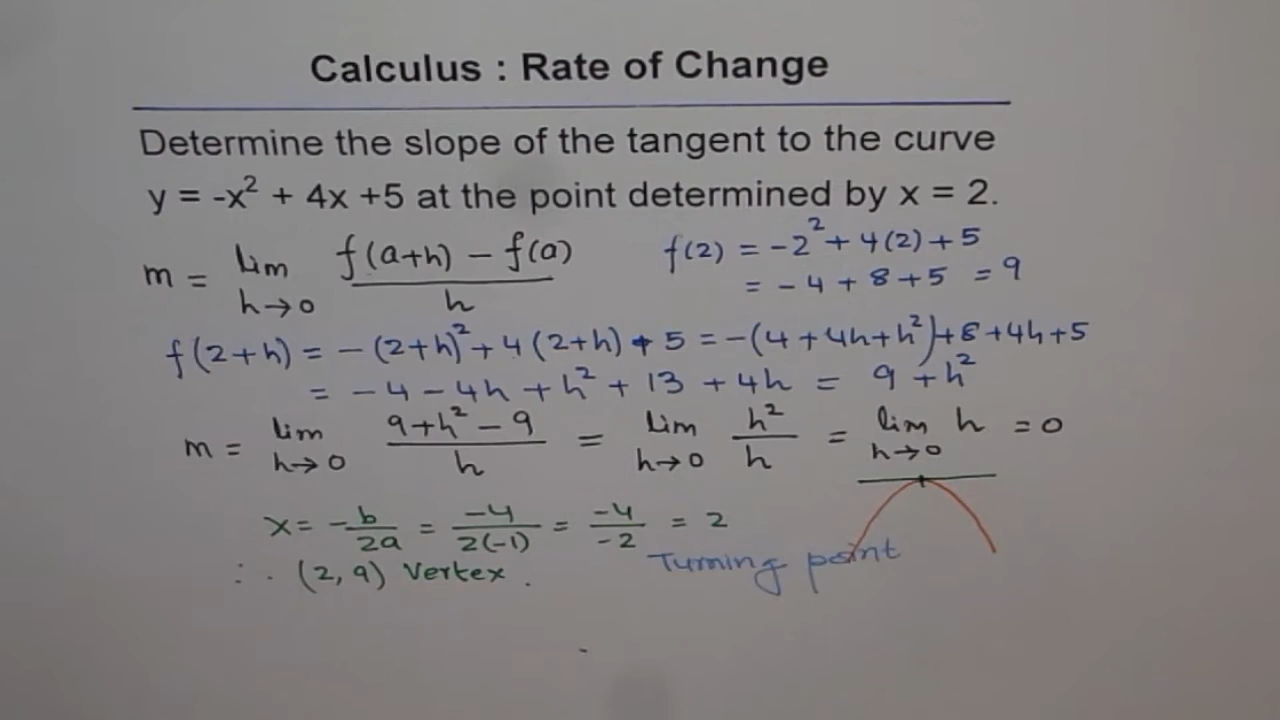 Calculus : Rate of Change
Determine the slope of the tangent to the curve
y = -x² + 4x +5 at the point determined by x = 2.
m = lim h→0 f(a+h) - f(a) / h
f(2) = -2² + 4(2) + 5
= -4 + 8 + 5 = 9
f(2+h) = -(2+h)² + 4(2+h) + 5 = -(4+4h+h²)+8+4h+5
= -4-4h+h²+13+4h = 9+h²
m = lim h→0 9+h²-9 / h = lim h→0 h² / h = lim h→0 h = 0
x = -b / 2a = -4 / 2(-1) = -4 / -2 = 2
Turning point
∴ (2,9) Vertex.